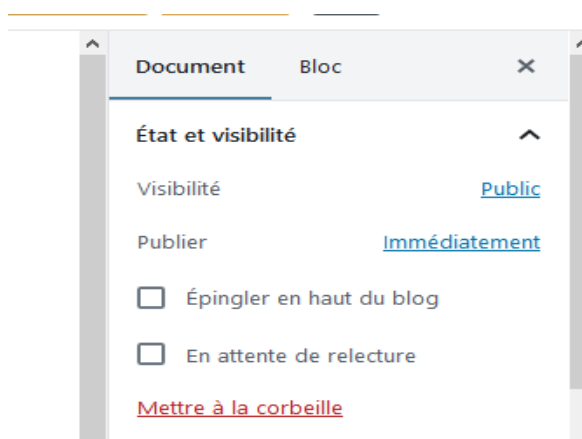 Document Bloc
État et visibilité
Visibilité Public
Publier Immédiatement
Épingler en haut du blog
En attente de relecture
Mettre à la corbeille